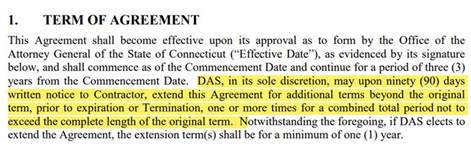 1. TERM OF AGREEMENT
This Agreement shall become effective upon its approval as to form by the Office of the
Attorney General of the State of Connecticut (“Effective Date”), as evidenced by its signature
below, and shall commence as of the Commencement Date and continue for a period of three (3)
years from the Commencement Date. DAS, in its sole discretion, may upon ninety (90) days
written notice to Contractor, extend this Agreement for additional terms beyond the original
term, prior to expiration or Termination, one or more times for a combined total period not to
exceed the complete length of the original term. Notwithstanding the foregoing, if DAS elects to
extend the Agreement, the extension term(s) shall be for a minimum of one (1) year.